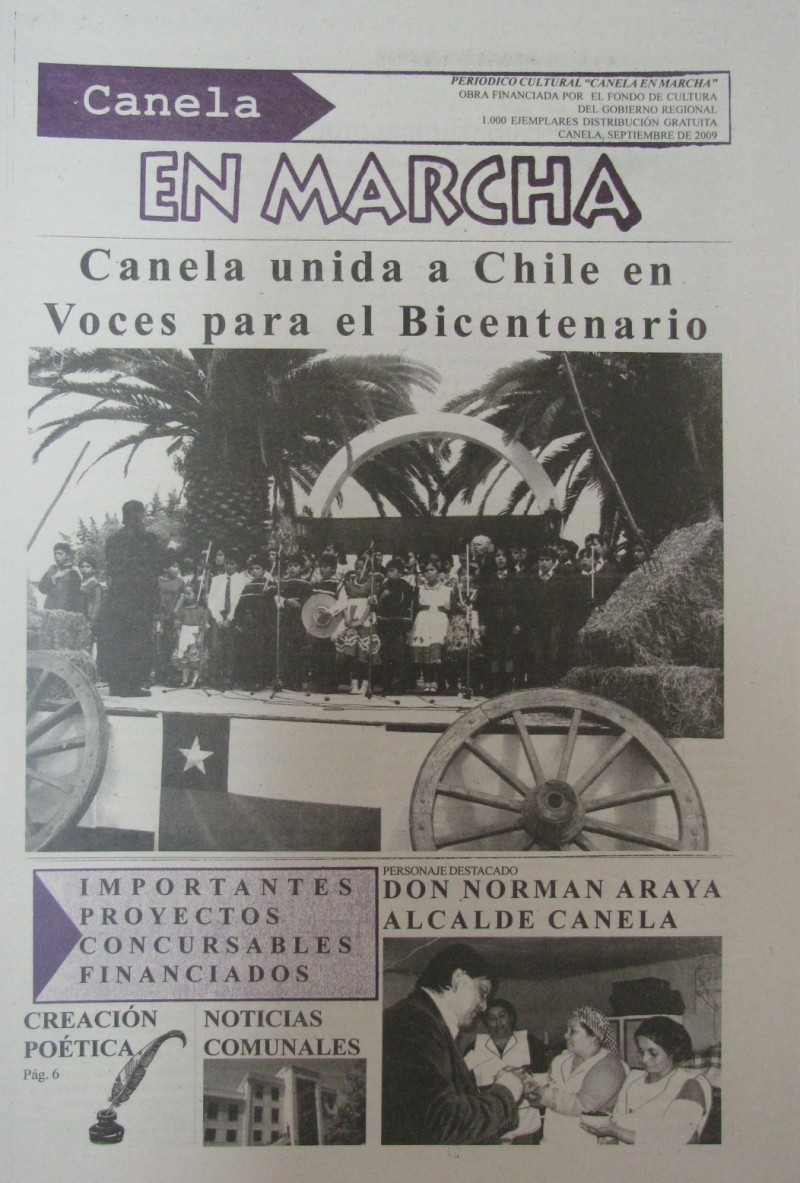 Canela
PERIÓDICO CULTURAL "CANELA EN MARCHA"
OBRA FINANCIADA POR EL FONDO DE CULTURA
DEL GOBIERNO REGIONAL
1.000 EJEMPLARES DISTRIBUCIÓN GRATUITA
CANELA, SEPTIEMBRE DE 2009
EN MARCHA
Canela unida a Chile en
Voces para el Bicentenario
IMPORTANTES
PROYECTOS
CONCURSABLES
FINANCIADOS
PERSONAJE DESTACADO
DON NORMAN ARAYA
ALCALDE CANELA
CREACIÓN
POÉTICA
Pág. 6
NOTICIAS
COMUNALES